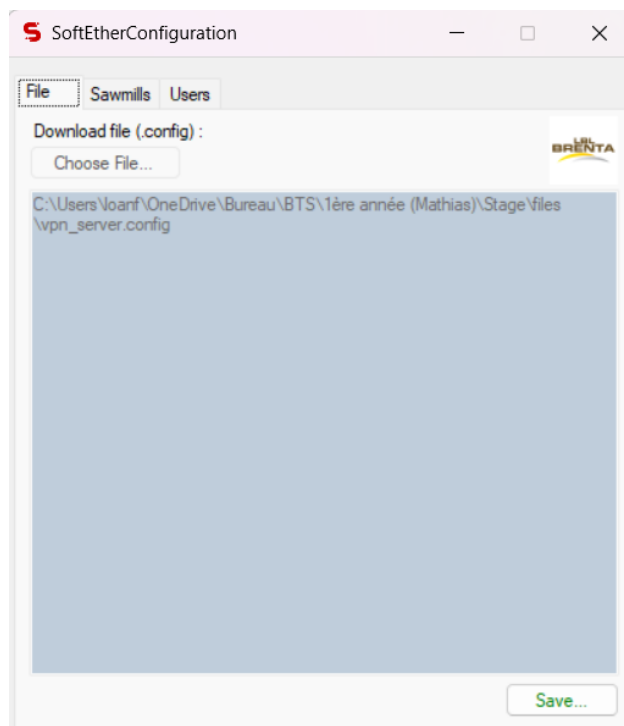 SoftEtherConfiguration
File Sawmills Users
Download file (.config) :
LBL
BRENTA
Choose File...
C:\Users\loanf\OneDrive\Bureau\BTS\1ère année (Mathias)\Stage\files
\vpn_server.config
Save...